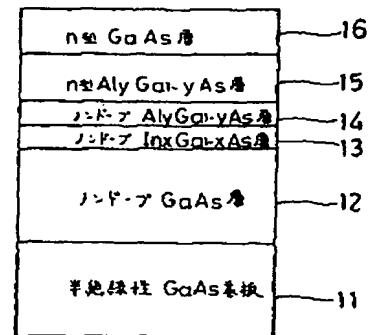 n型 GaAs層 16
n型AlyGa1-yAs層 15
ノンドープ AlyGa1-yAs層 14
ノンドープ InxGa1-xAs層 13
ノンドープ GaAs層 12
半絶縁性 GaAs基板 11